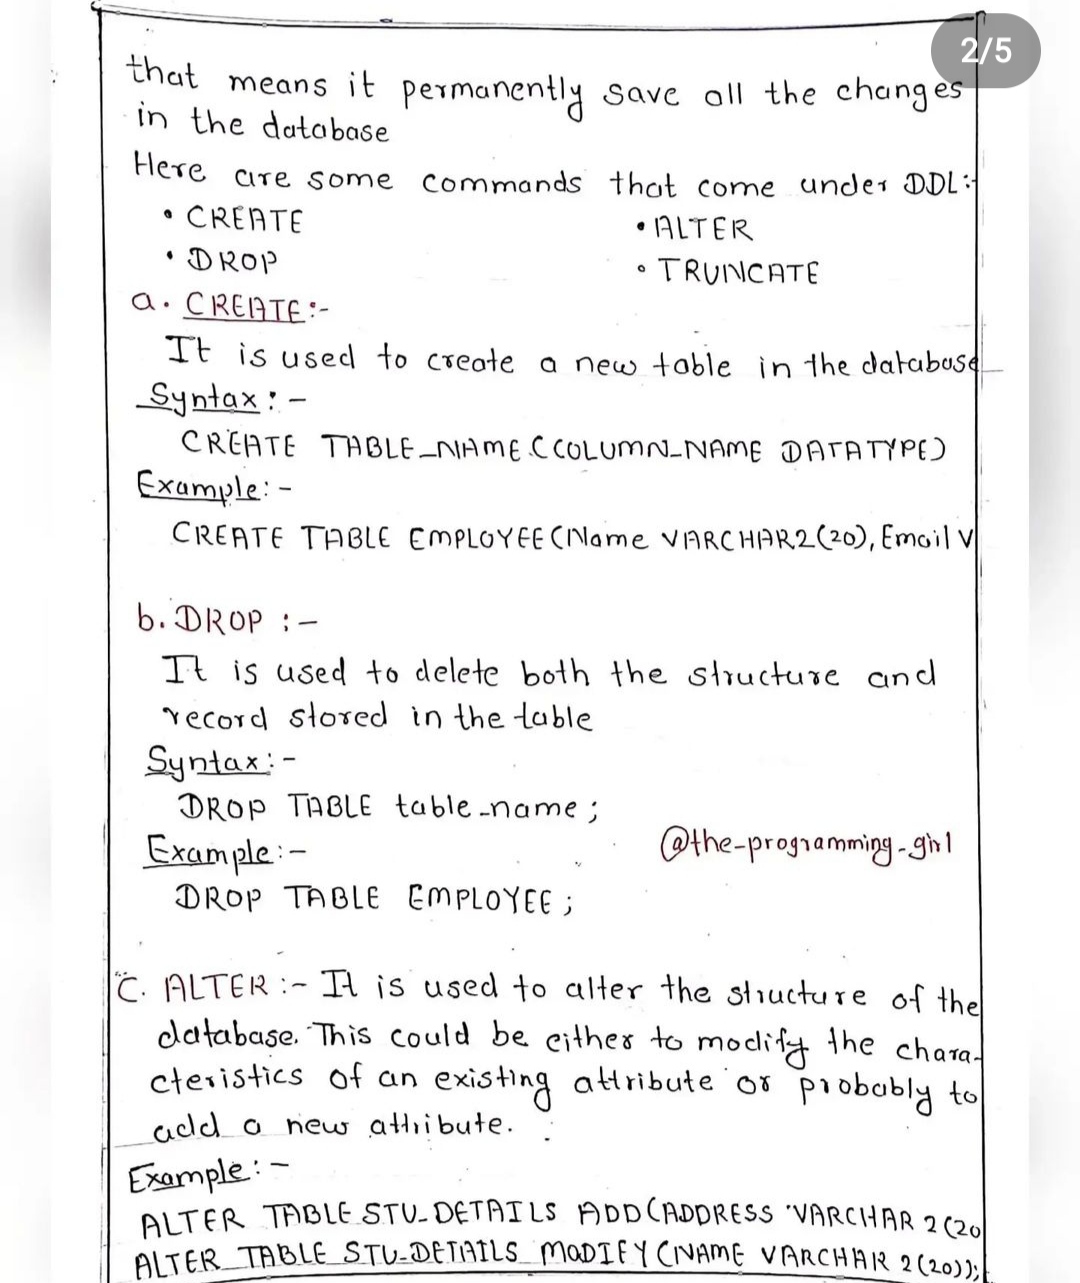 2/5
that means it permanently save all the changes
in the database
Here are some commands that come under DDL:-
• CREATE • ALTER
• DROP • TRUNCATE
a. CREATE:-
It is used to create a new table in the database
Syntax:-
CREATE TABLE_NAME (COLUMN_NAME DATATYPE)
Example:-
CREATE TABLE EMPLOYEE (Name VARCHAR2(20), Email V
b. DROP :-
It is used to delete both the structure and
record stored in the table
Syntax:-
DROP TABLE table_name;
Example:-
@the-programming-girl
DROP TABLE EMPLOYEE;
C. ALTER :- It is used to alter the structure of the
database. This could be either to modify the chara-
cteristics of an existing attribute or probably to
add a new attribute.
Example:-
ALTER TABLE STU_DETAILS ADD(ADDRESS VARCHAR 2(20
ALTER TABLE STU-DETAILS MODIFY (NAME VARCHAR 2(20));